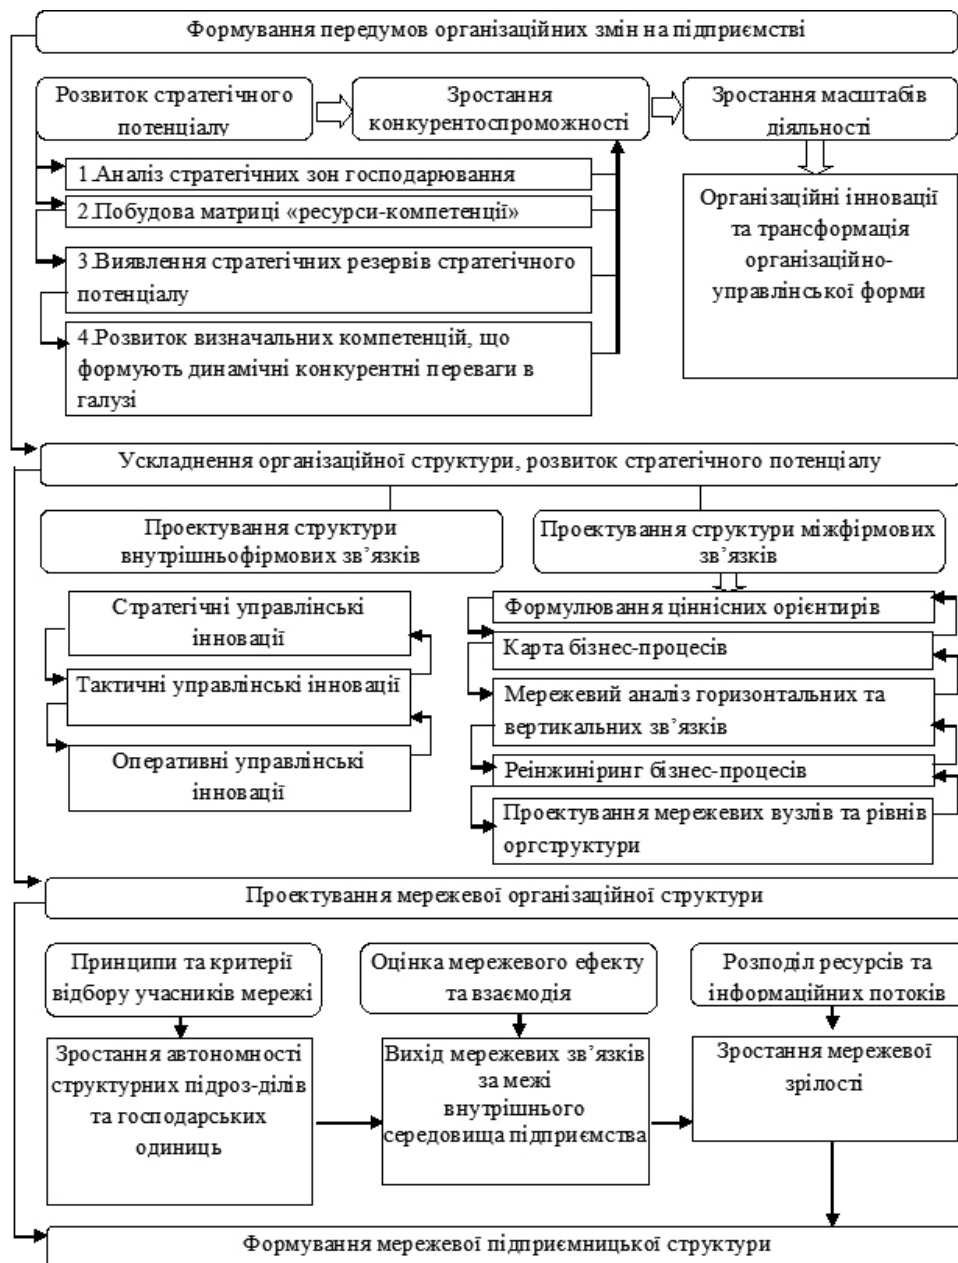 Формування передумов організаційних змін на підприємстві
Розвиток стратегічного
потенціалу
Зростання
конкурентоспроможності
Зростання масштабів
діяльності
1.Аналіз стратегічних зон господарювання
2.Побудова матриці «ресурси-компетенції»
3.Виявлення стратегічних резервів стратегічного
потенціалу
4.Розвиток визначальних компетенцій, що
формують динамічні конкурентні переваги в
галузі
Організаційні інновації
та трансформація
організаційно-
управлінської форми
Ускладнення організаційної структури, розвиток стратегічного потенціалу
Проектування структури
внутрішньофірмових зв’язків
Проектування структури міжфірмових
зв’язків
Стратегічні управлінські
інновації
Тактичні управлінські інновації
Оперативні управлінські
інновації
Формулювання ціннісних орієнтирів
Карта бізнес-процесів
Мережевий аналіз горизонтальних та
вертикальних зв’язків
Реінжиніринг бізнес-процесів
Проектування мережевих вузлів та рівнів
оргструктури
Проектування мережевої організаційної структури
Принципи та критерії
відбору учасників мережі
Оцінка мережевого ефекту
та взаємодія
Розподіл ресурсів та
інформаційних потоків
Зростання автономності
структурних підроз-ділів
та господарських
одиниць
Вихід мережевих зв’язків
за межі
внутрішнього
середовища підприємства
Зростання мережевої
зрілості
Формування мережевої підприємницької структури